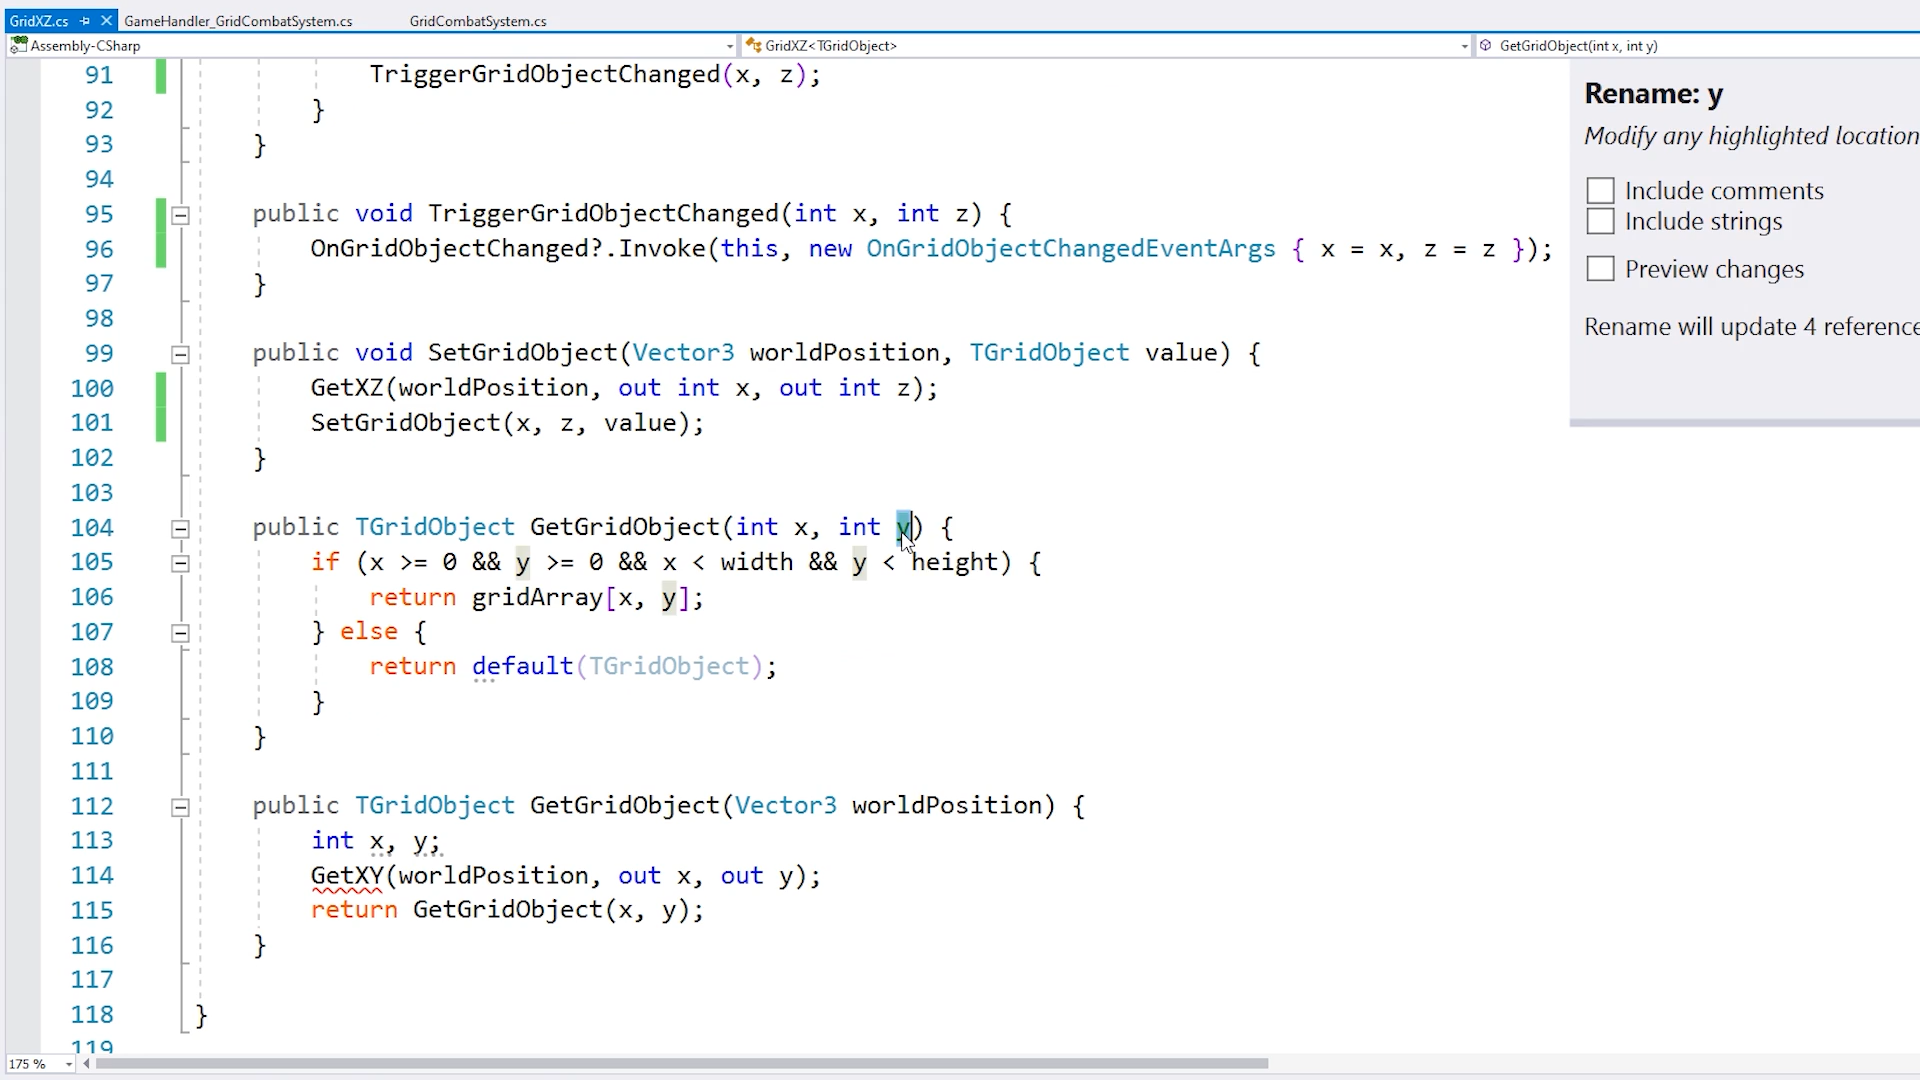 GridXZ.cs GameHandler_GridCombatSystem.cs GridCombatSystem.cs
Assembly-CSharp GridXZ<TGridObject> GetGridObject(int x, int y)
91 TriggerGridObjectChanged(x, z);
92 }
93 }
94
95 public void TriggerGridObjectChanged(int x, int z) {
96 OnGridObjectChanged?.Invoke(this, new OnGridObjectChangedEventArgs { x = x, z = z });
97 }
98
99 public void SetGridObject(Vector3 worldPosition, TGridObject value) {
100 GetXZ(worldPosition, out int x, out int z);
101 SetGridObject(x, z, value);
102 }
103
104 public TGridObject GetGridObject(int x, int y) {
105 if (x >= 0 && y >= 0 && x < width && y < height) {
106 return gridArray[x, y];
107 } else {
108 return default(TGridObject);
109 }
110 }
111
112 public TGridObject GetGridObject(Vector3 worldPosition) {
113 int x, y;
114 GetXY(worldPosition, out x, out y);
115 return GetGridObject(x, y);
116 }
117
118 }
119
175 %
Rename: y
Modify any highlighted location
Include comments
Include strings
Preview changes
Rename will update 4 reference